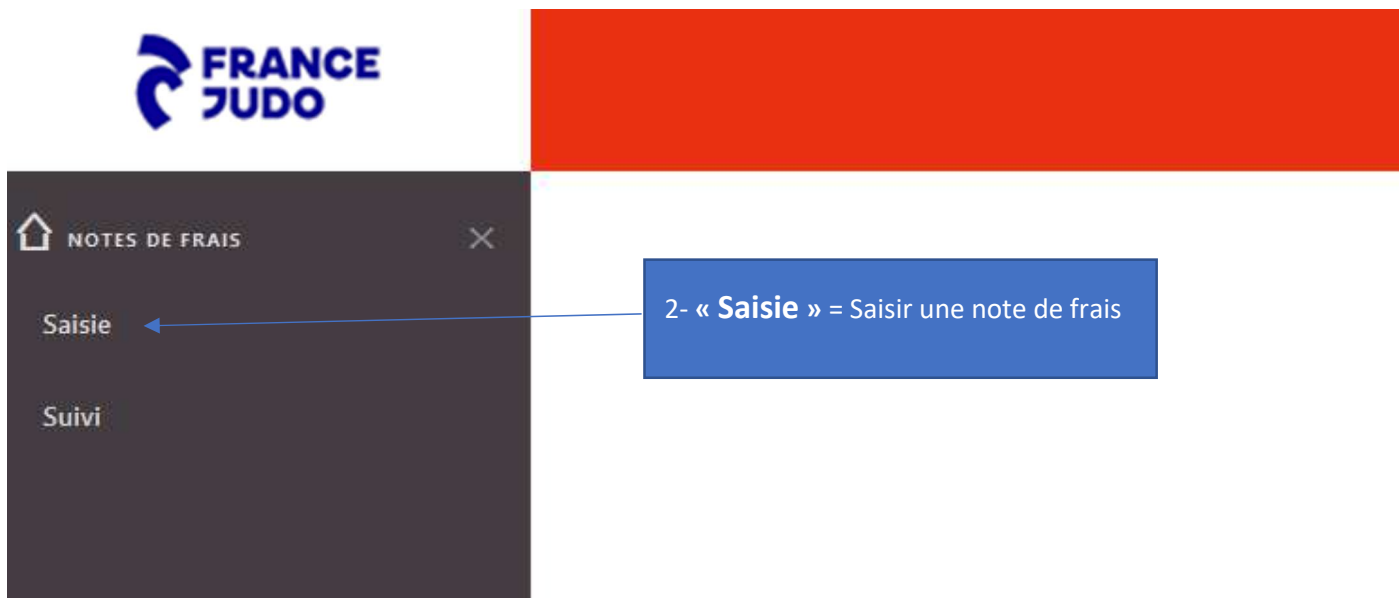 FRANCE
JUDO
NOTES DE FRAIS
Saisie
2- « Saisie » = Saisir une note de frais
Suivi